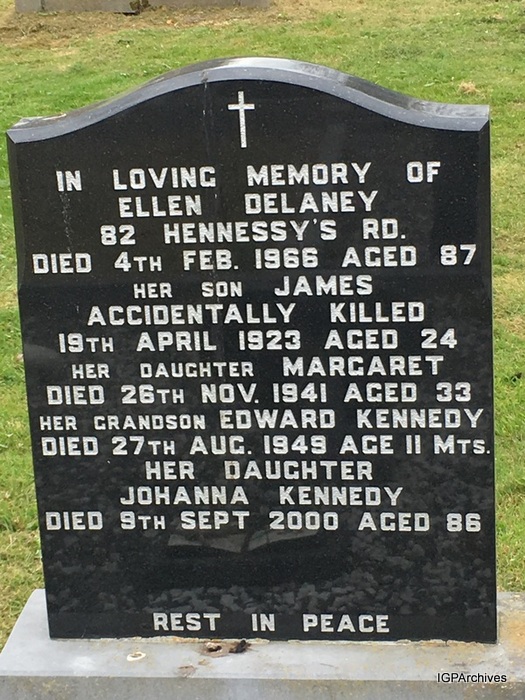 IN LOVING MEMORY OF
ELLEN DELANEY
82 HENNESSY'S RD.
DIED 4TH FEB. 1966 AGED 87
HER SON JAMES
ACCIDENTALLY KILLED
19TH APRIL 1923 AGED 24
HER DAUGHTER MARGARET
DIED 26TH NOV. 1941 AGED 33
HER GRANDSON EDWARD KENNEDY
DIED 27TH AUG. 1949 AGE 11 MTS.
HER DAUGHTER
JOHANNA KENNEDY
DIED 9TH SEPT 2000 AGED 86
REST IN PEACE
IGPArchives